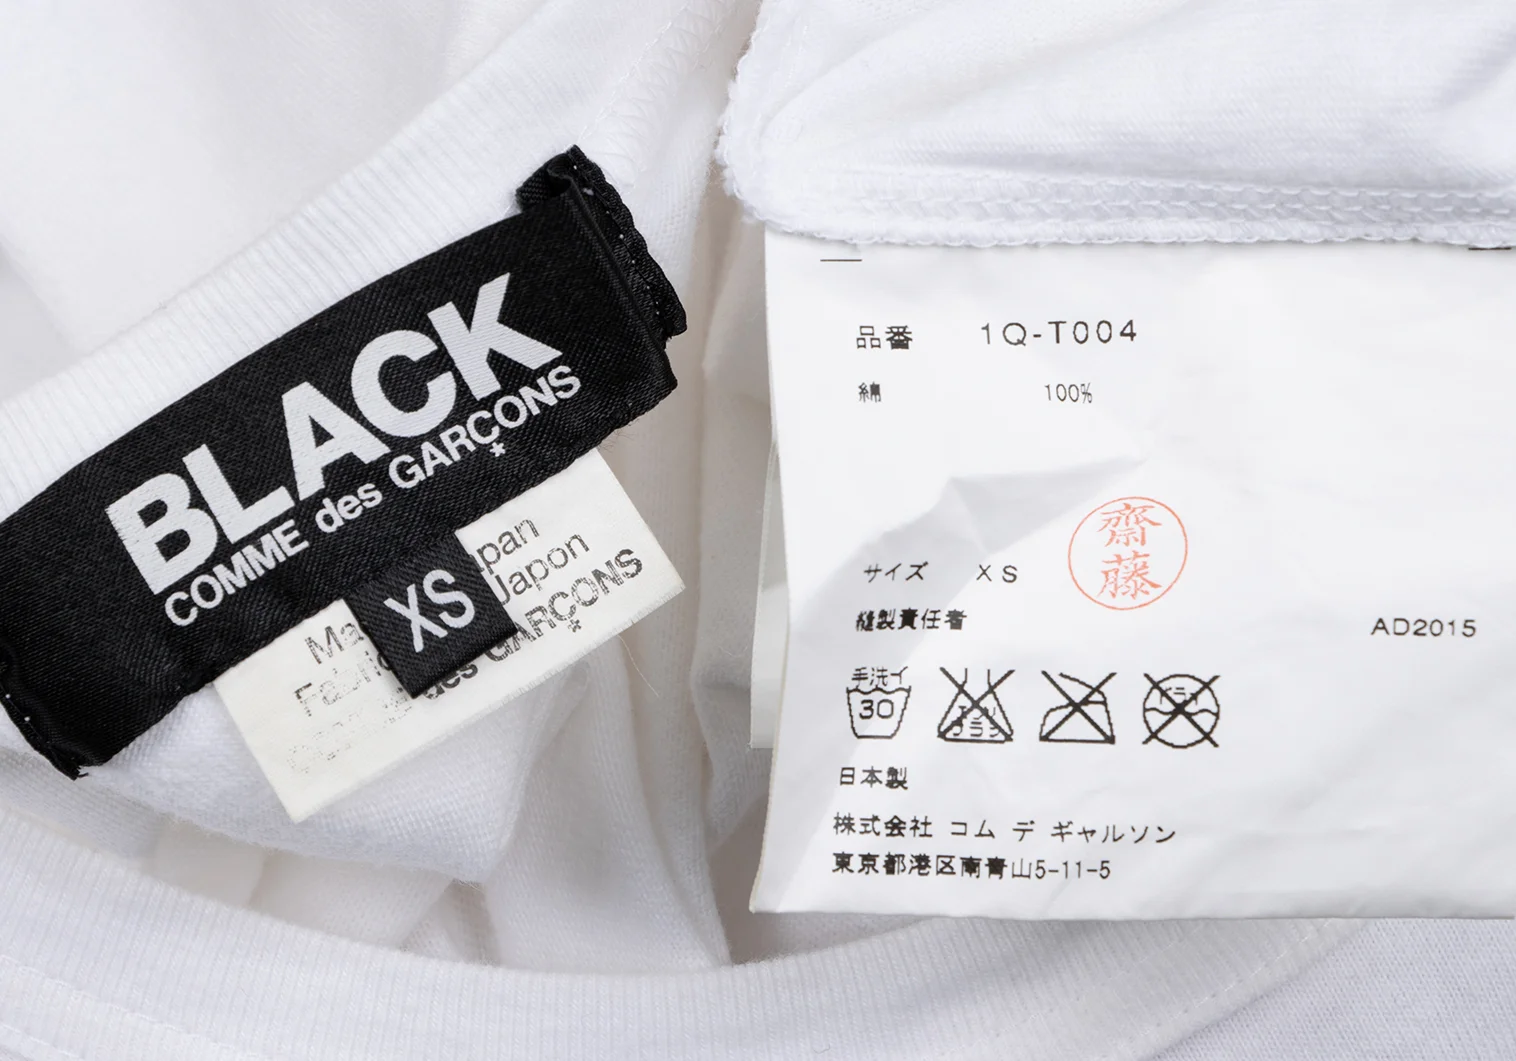 BLACK
COMME des GARÇONS
XS
pan
Japon
GARÇONS
品番 1Q-T004
綿 100%
齋藤
サイズ XS
縫製責任者
AD2015
手洗イ
30
日本製
株式会社 コム デ ギャルソン
東京都港区南青山5-11-5